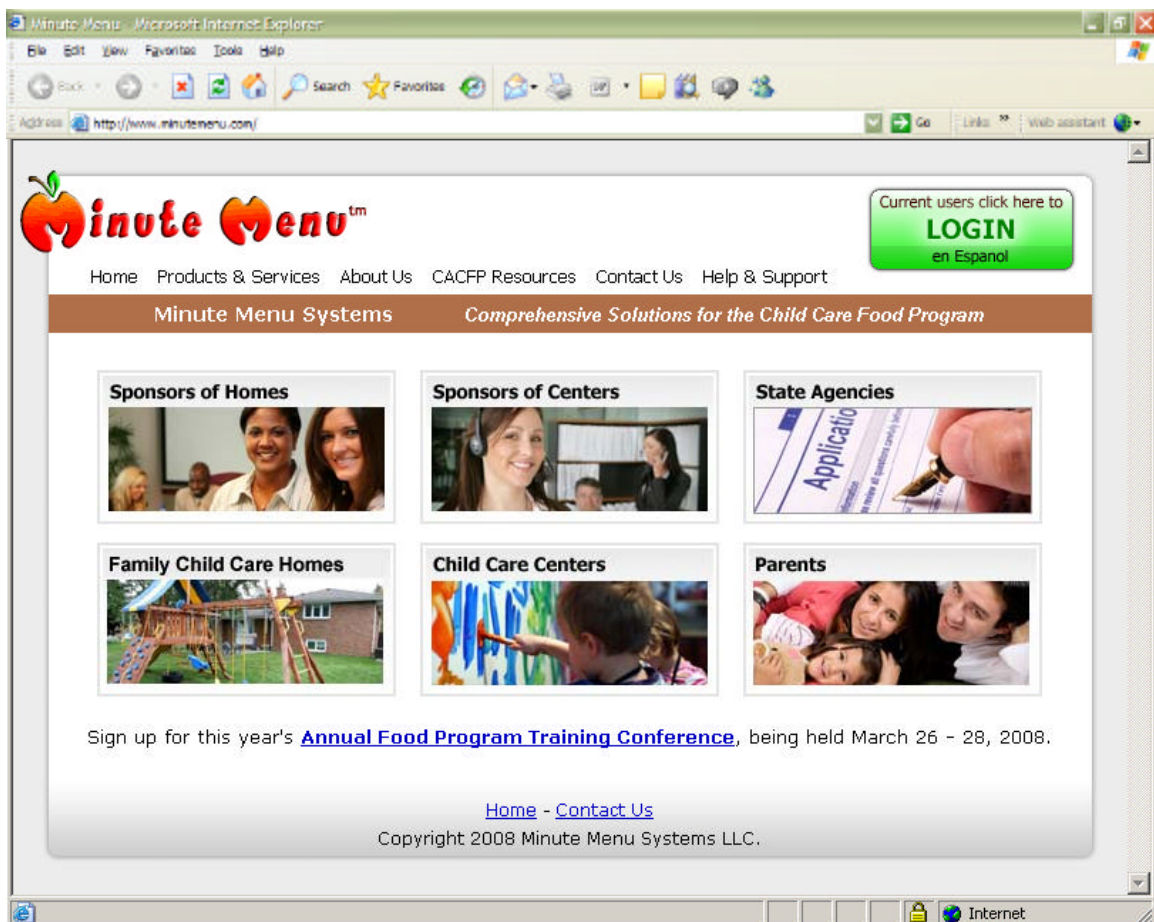 Minute Menu - Microsoft Internet Explorer
File Edit View Favorites Tools Help
Back Search Favorites
Address http://www.minutemenu.com/ Go Links » Web assistant
Minute Menu tm
Current users click here to
LOGIN
en Espanol
Home Products & Services About Us CACFP Resources Contact Us Help & Support
Minute Menu Systems Comprehensive Solutions for the Child Care Food Program
Sponsors of Homes Sponsors of Centers State Agencies
Application
Family Child Care Homes Child Care Centers Parents
Sign up for this year's Annual Food Program Training Conference, being held March 26 - 28, 2008.
Home - Contact Us
Copyright 2008 Minute Menu Systems LLC.
Internet